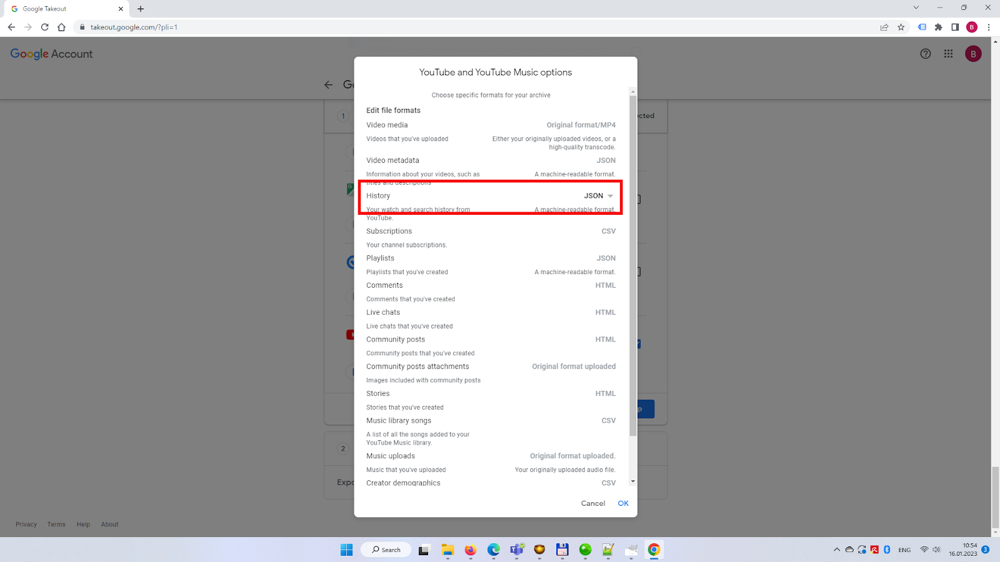 Google Takeout
takeout.google.com/?pli=1
B
Google Account
B
YouTube and YouTube Music options
Choose specific formats for your archive
1
Edit file formats
Video media Original format/MP4
Videos that you've uploaded Either your originally uploaded videos, or a
high-quality transcode.
Video metadata JSON
Information about your videos, such as A machine-readable format.
titles and descriptions
History JSON
Your watch and search history from A machine-readable format.
YouTube.
Subscriptions CSV
Your channel subscriptions.
Playlists JSON
Playlists that you've created A machine-readable format.
Comments HTML
Comments that you've created
Live chats HTML
Live chats that you've created
Community posts HTML
Community posts that you've created
Community posts attachments Original format uploaded
Images included with community posts
Stories HTML
Stories that you've created
Music library songs CSV
A list of all the songs added to your
YouTube Music library.
2
Music uploads Original format uploaded.
Music that you've uploaded Your originally uploaded audio file.
Creator demographics CSV
Cancel OK
Privacy Terms Help About
Search
ENG
10:54
16.01.2023
3